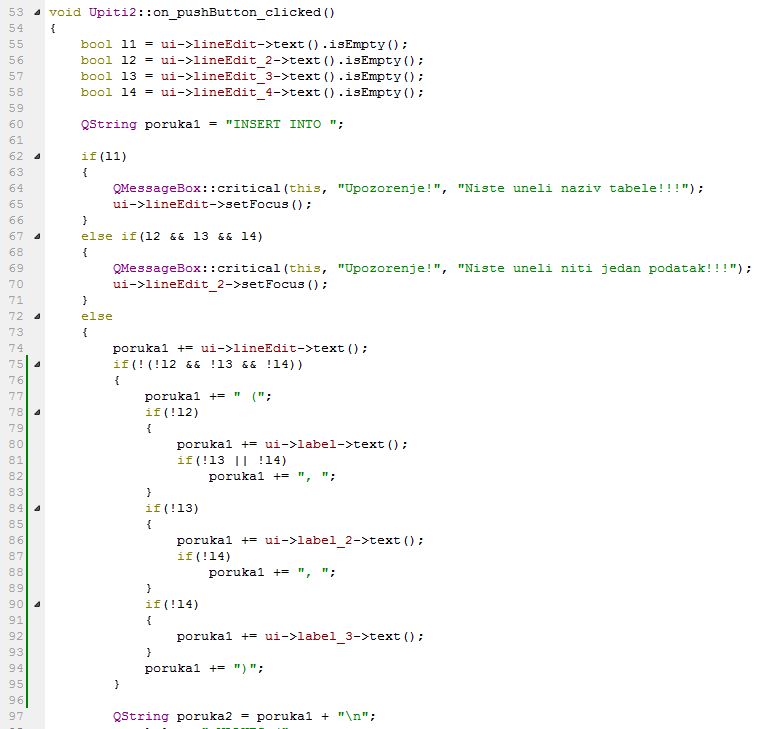 53 void Upiti2::on_pushButton_clicked()
54 {
55     bool l1 = ui->lineEdit->text().isEmpty();
56     bool l2 = ui->lineEdit_2->text().isEmpty();
57     bool l3 = ui->lineEdit_3->text().isEmpty();
58     bool l4 = ui->lineEdit_4->text().isEmpty();
59
60     QString poruka1 = "INSERT INTO ";
61
62     if(l1)
63     {
64         QMessageBox::critical(this, "Upozorenje!", "Niste uneli naziv tabele!!!");
65         ui->lineEdit->setFocus();
66     }
67     else if(l2 && l3 && l4)
68     {
69         QMessageBox::critical(this, "Upozorenje!", "Niste uneli niti jedan podatak!!!");
70         ui->lineEdit_2->setFocus();
71     }
72     else
73     {
74         poruka1 += ui->lineEdit->text();
75         if(!(!l2 && !l3 && !l4))
76         {
77             poruka1 += " (";
78             if(!l2)
79             {
80                 poruka1 += ui->label->text();
81                 if(!l3 || !l4)
82                     poruka1 += ", ";
83             }
84             if(!l3)
85             {
86                 poruka1 += ui->label_2->text();
87                 if(!l4)
88                     poruka1 += ", ";
89             }
90             if(!l4)
91             {
92                 poruka1 += ui->label_3->text();
93             }
94             poruka1 += ")";
95         }
96
97         QString poruka2 = poruka1 + "\n";